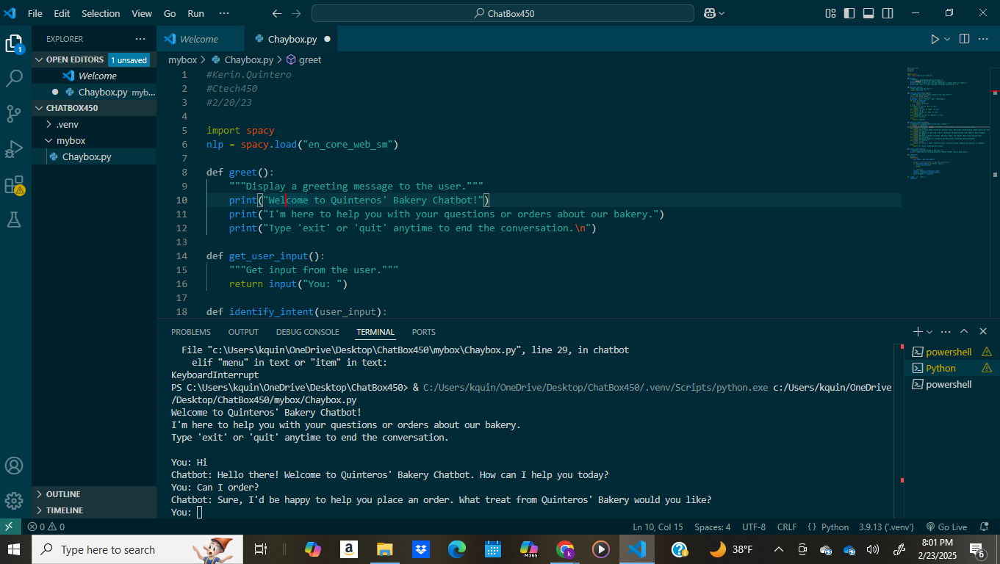 File Edit Selection View Go Run ··· ChatBox450
EXPLORER ···
OPEN EDITORS 1 unsaved
Welcome
Chaybox.py myb...
CHATBOX450
.venv
mybox
Chaybox.py
OUTLINE
TIMELINE
1
Welcome Chaybox.py
mybox > Chaybox.py > greet
1 #Kerin.Quintero
2 #Ctech450
3 #2/20/23
4
5 import spacy
6 nlp = spacy.load("en_core_web_sm")
7
8 def greet():
9 """Display a greeting message to the user."""
10 print("Welcome to Quinteros' Bakery Chatbot!")
11 print("I'm here to help you with your questions or orders about our bakery.")
12 print("Type 'exit' or 'quit' anytime to end the conversation.\n")
13
14 def get_user_input():
15 """Get input from the user."""
16 return input("You: ")
17
18 def identify_intent(user_input):
PROBLEMS OUTPUT DEBUG CONSOLE TERMINAL PORTS
File "c:\Users\kquin\OneDrive\Desktop\ChatBox450\mybox\Chaybox.py", line 29, in chatbot
elif "menu" in text or "item" in text:
KeyboardInterrupt
PS C:\Users\kquin\OneDrive\Desktop\ChatBox450> & C:/Users/kquin/OneDrive/Desktop/ChatBox450/.venv/Scripts/python.exe c:/Users/kquin/OneDrive
/Desktop/ChatBox450/mybox/Chaybox.py
Welcome to Quinteros' Bakery Chatbot!
I'm here to help you with your questions or orders about our bakery.
Type 'exit' or 'quit' anytime to end the conversation.

You: Hi
Chatbot: Hello there! Welcome to Quinteros' Bakery Chatbot. How can I help you today?
You: Can I order?
Chatbot: Sure, I'd be happy to help you place an order. What treat from Quinteros' Bakery would you like?
You:
powershell
Python
powershell
0 0 Ln 10, Col 15 Spaces: 4 UTF-8 CRLF { } Python 3.9.13 ('.venv') Go Live
Type here to search
a
M365
k
38°F
8:01 PM
2/23/2025
6